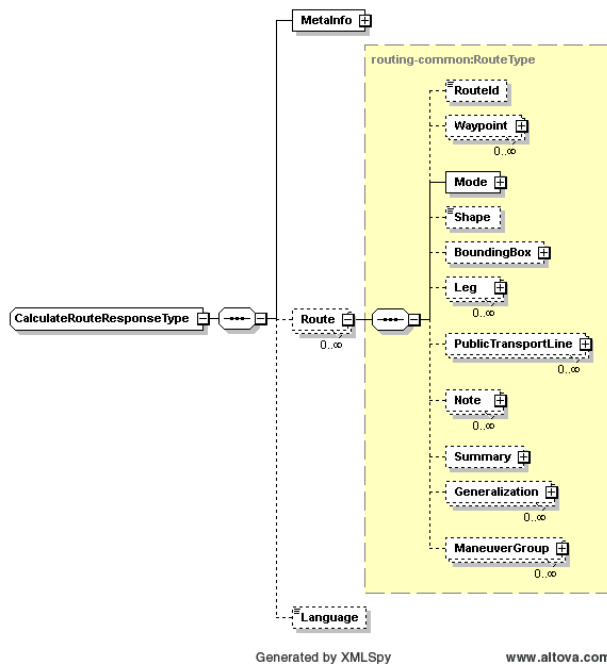 MetaInfo
routing-common:RouteType
RouteId
Waypoint
0..∞
Mode
Shape
BoundingBox
Leg
0..∞
CalculateRouteResponseType
Route
0..∞
PublicTransportLine
0..∞
Note
0..∞
Summary
Generalization
0..∞
ManeuverGroup
0..∞
Language
Generated by XMLSpy
www.altova.com